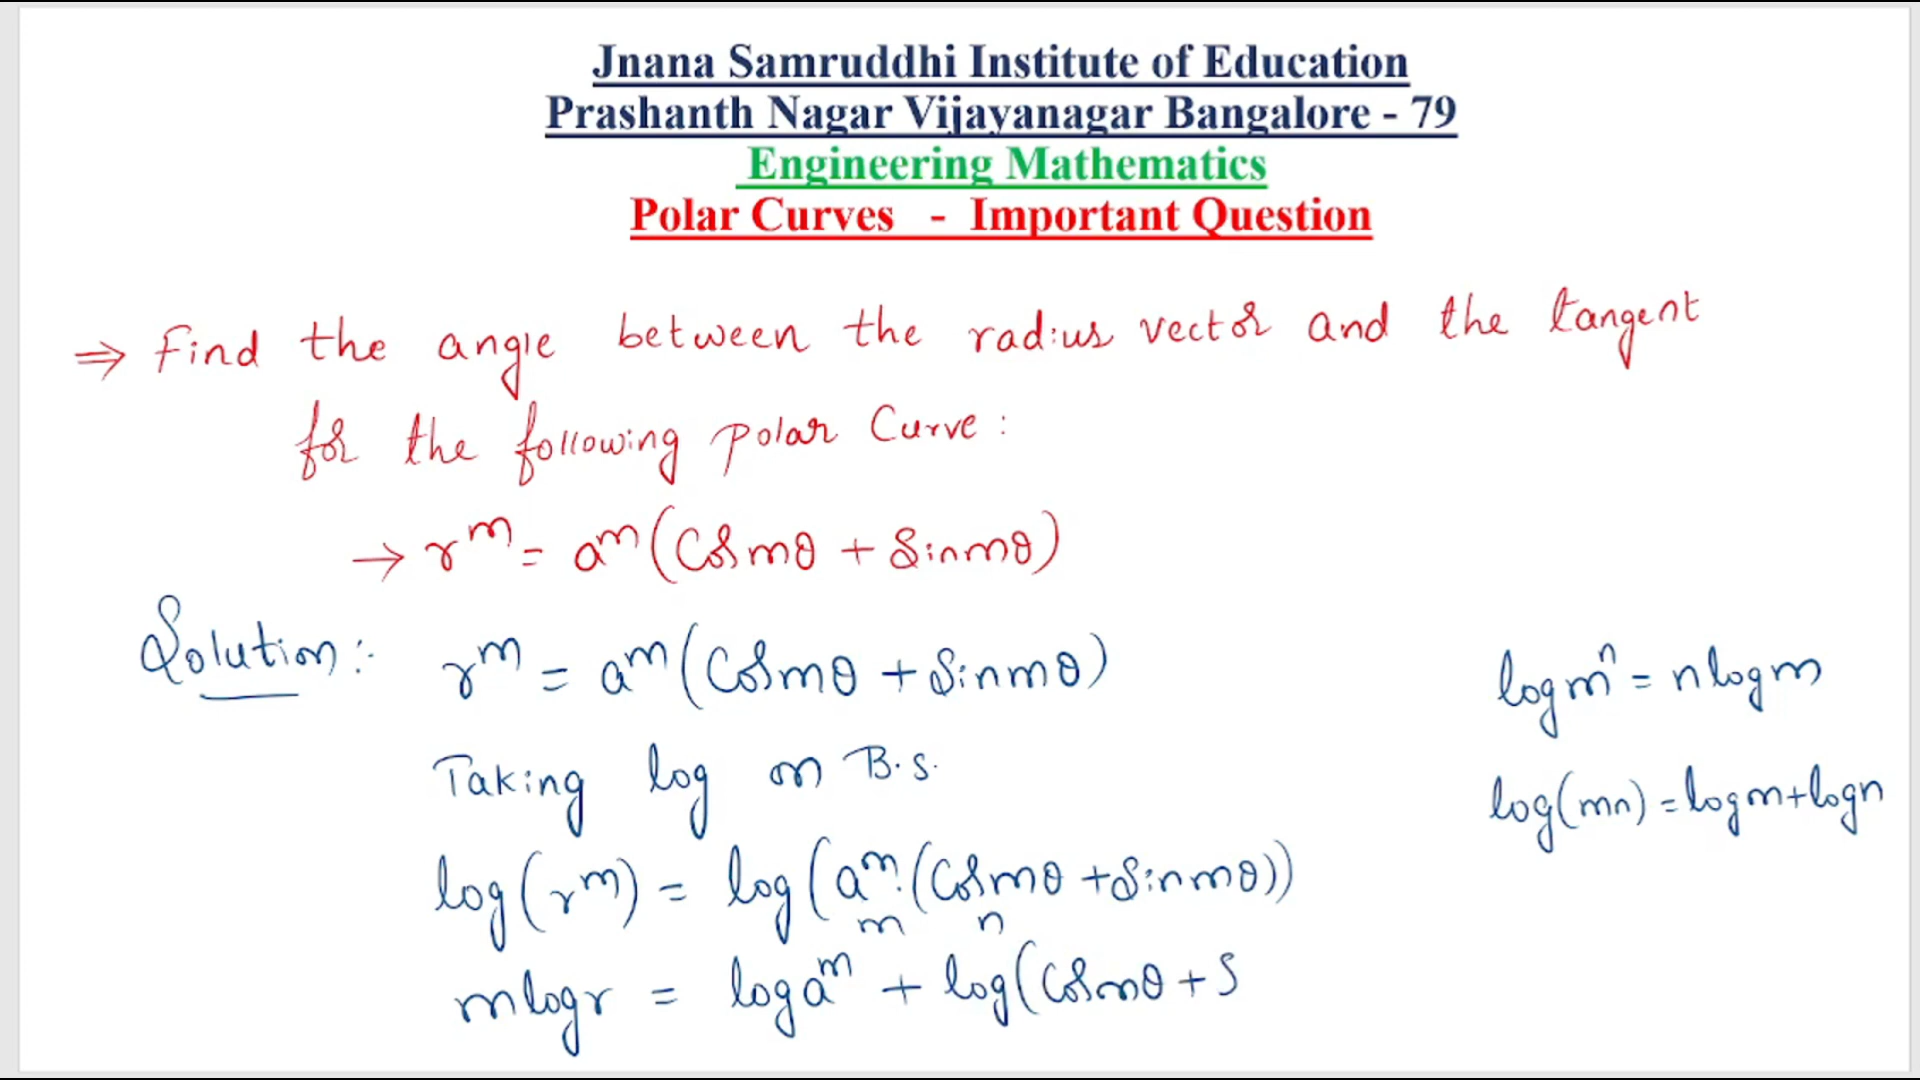 Jnana Samruddhi Institute of Education
Prashanth Nagar Vijayanagar Bangalore - 79
Engineering Mathematics
Polar Curves - Important Question
⇒ Find the angle between the radius vector and the tangent
for the following polar Curve :
→ r^m = a^m (Cos mθ + Sin mθ)
Solution :- r^m = a^m (Cos mθ + Sin mθ)
log m^n = n log m
Taking log on B.S.
log(mn) = log m + log n
log(r^m) = log(a^m . (Cos mθ + Sin mθ))
m n
m log r = log a^m + log(Cos mθ + S